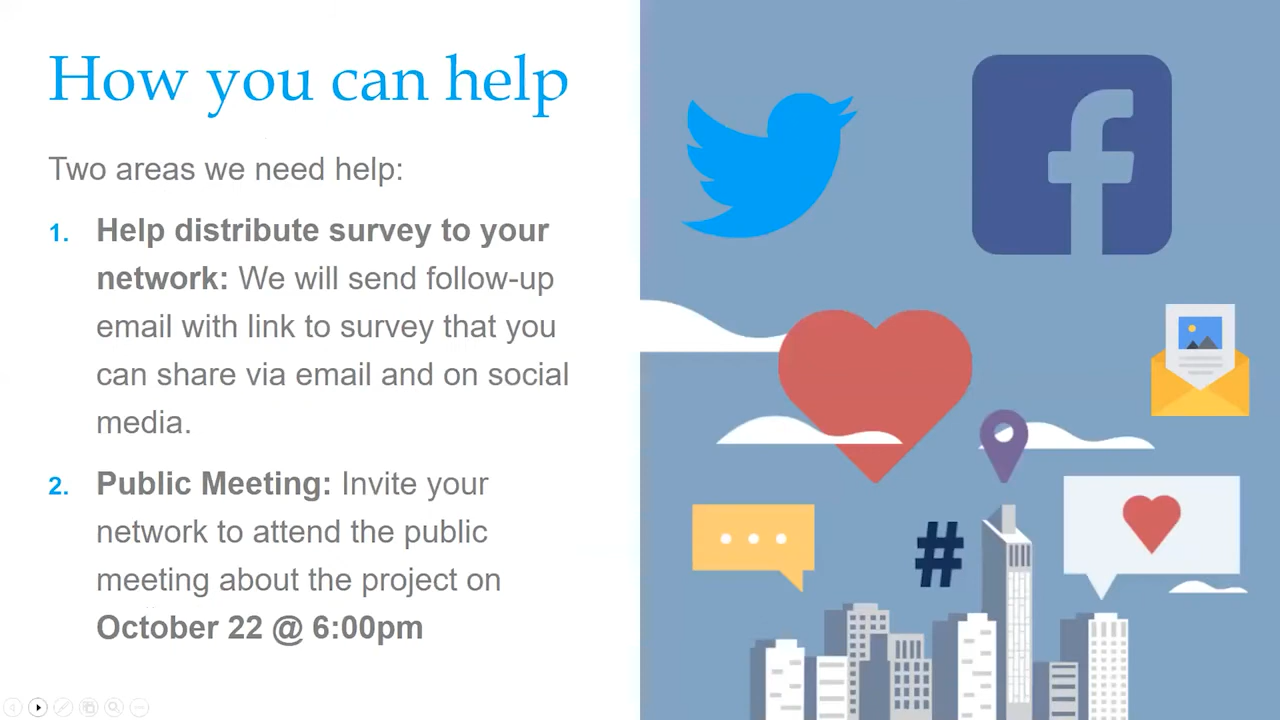 How you can help
Two areas we need help:
1. Help distribute survey to your
network: We will send follow-up
email with link to survey that you
can share via email and on social
media.
2. Public Meeting: Invite your
network to attend the public
meeting about the project on
October 22 @ 6:00pm
f
#